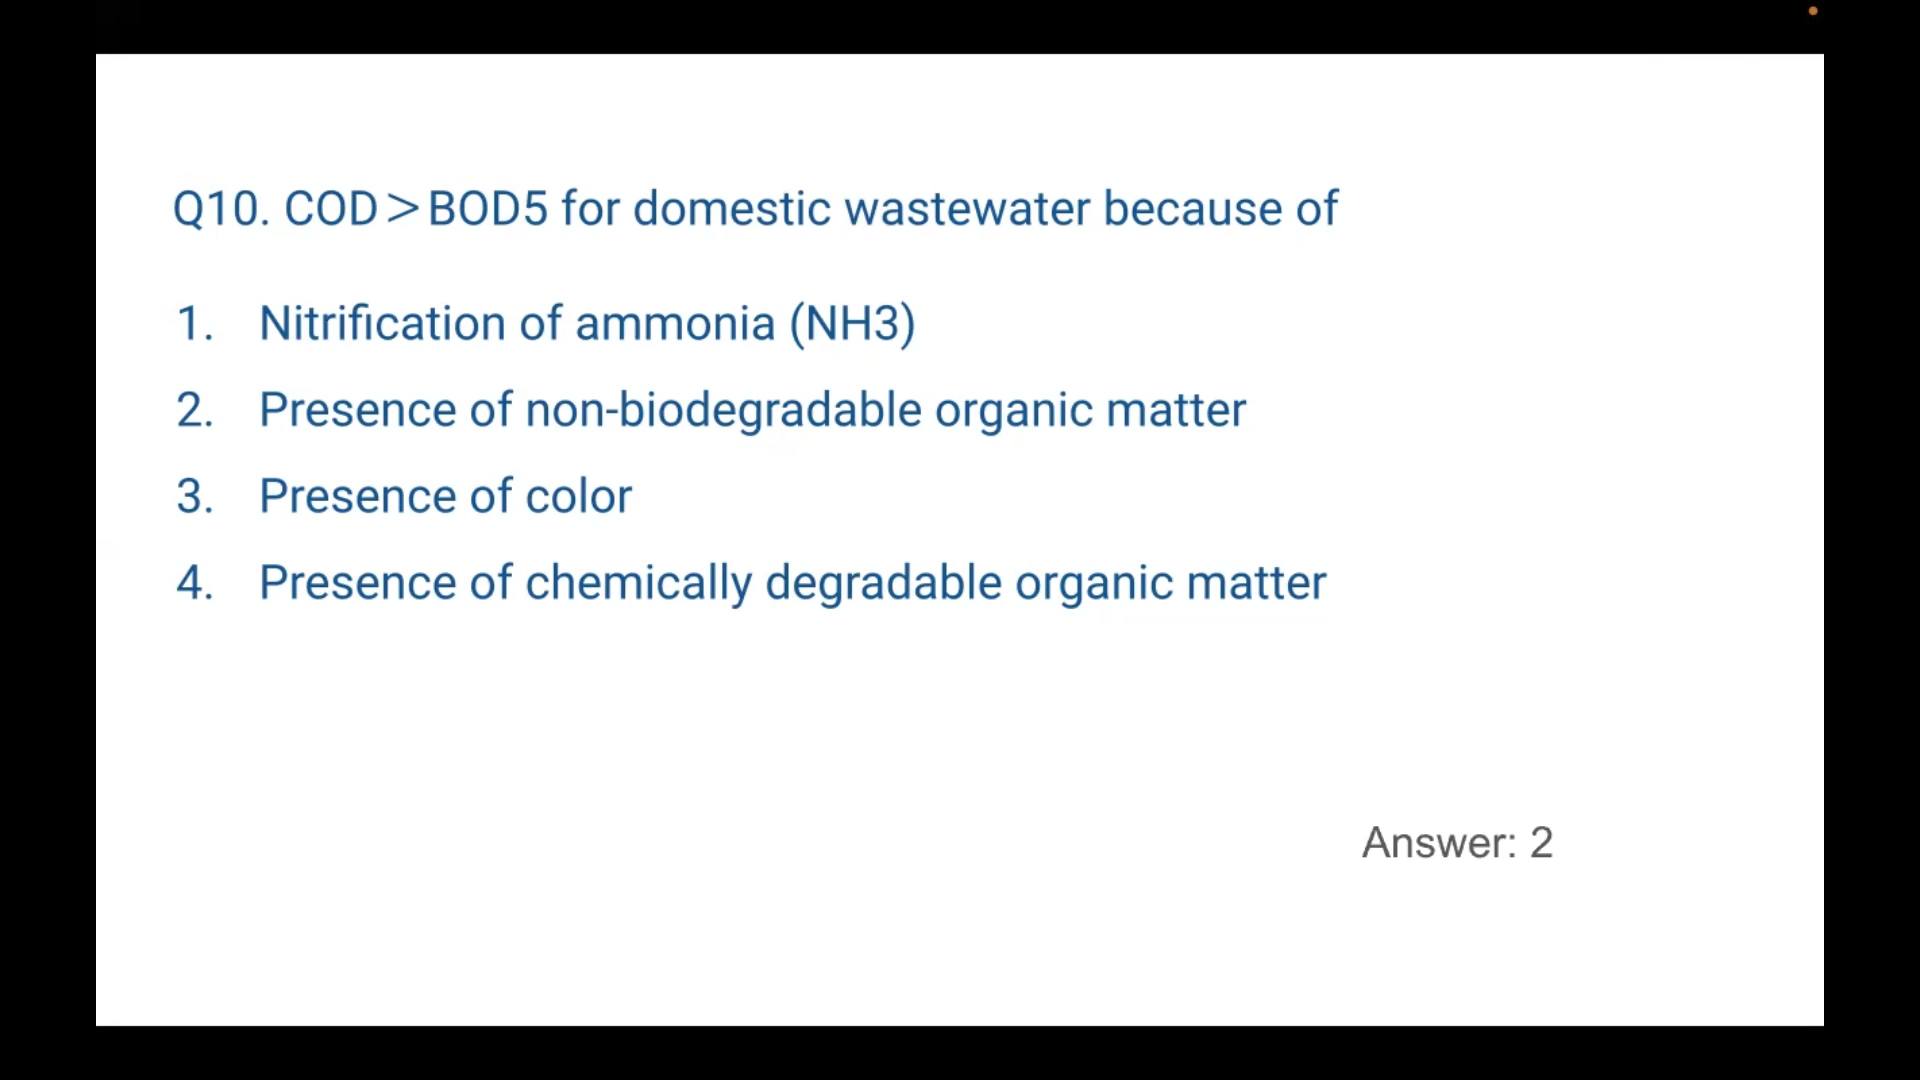 Q10. COD＞BOD5 for domestic wastewater because of
1. Nitrification of ammonia (NH3)
2. Presence of non-biodegradable organic matter
3. Presence of color
4. Presence of chemically degradable organic matter
Answer: 2